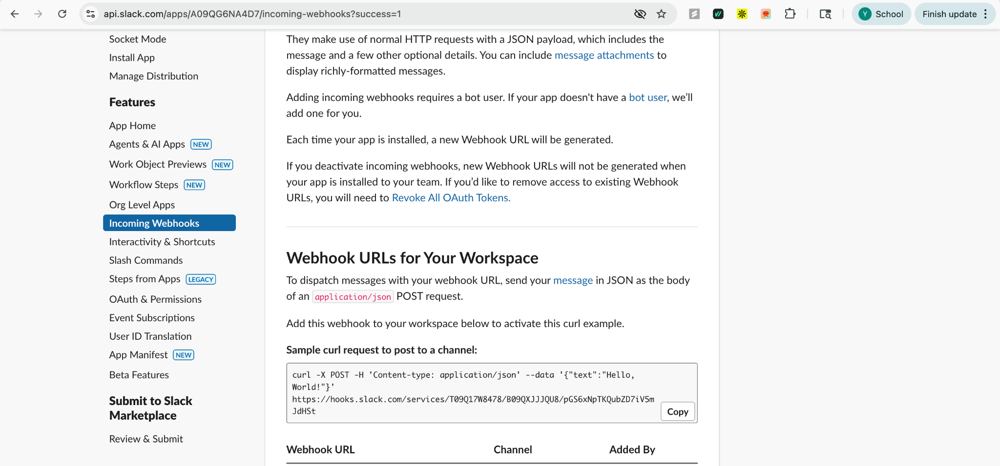 api.slack.com/apps/A09QG6NA4D7/incoming-webhooks?success=1
Y School
Finish update
Socket Mode
Install App
Manage Distribution
Features
App Home
Agents & AI Apps NEW
Work Object Previews NEW
Workflow Steps NEW
Org Level Apps
Incoming Webhooks
Interactivity & Shortcuts
Slash Commands
Steps from Apps LEGACY
OAuth & Permissions
Event Subscriptions
User ID Translation
App Manifest NEW
Beta Features
Submit to Slack
Marketplace
Review & Submit
They make use of normal HTTP requests with a JSON payload, which includes the
message and a few other optional details. You can include message attachments to
display richly-formatted messages.
Adding incoming webhooks requires a bot user. If your app doesn't have a bot user, we’ll
add one for you.
Each time your app is installed, a new Webhook URL will be generated.
If you deactivate incoming webhooks, new Webhook URLs will not be generated when
your app is installed to your team. If you’d like to remove access to existing Webhook
URLs, you will need to Revoke All OAuth Tokens.
Webhook URLs for Your Workspace
To dispatch messages with your webhook URL, send your message in JSON as the body
of an application/json POST request.
Add this webhook to your workspace below to activate this curl example.
Sample curl request to post to a channel:
curl -X POST -H 'Content-type: application/json' --data '{"text":"Hello,
World!"}'
https://hooks.slack.com/services/T09Q17W8478/B09QXJJJQU8/pGS6xNpTKQubZD7iV5m
JdHSt
Copy
Webhook URL Channel Added By